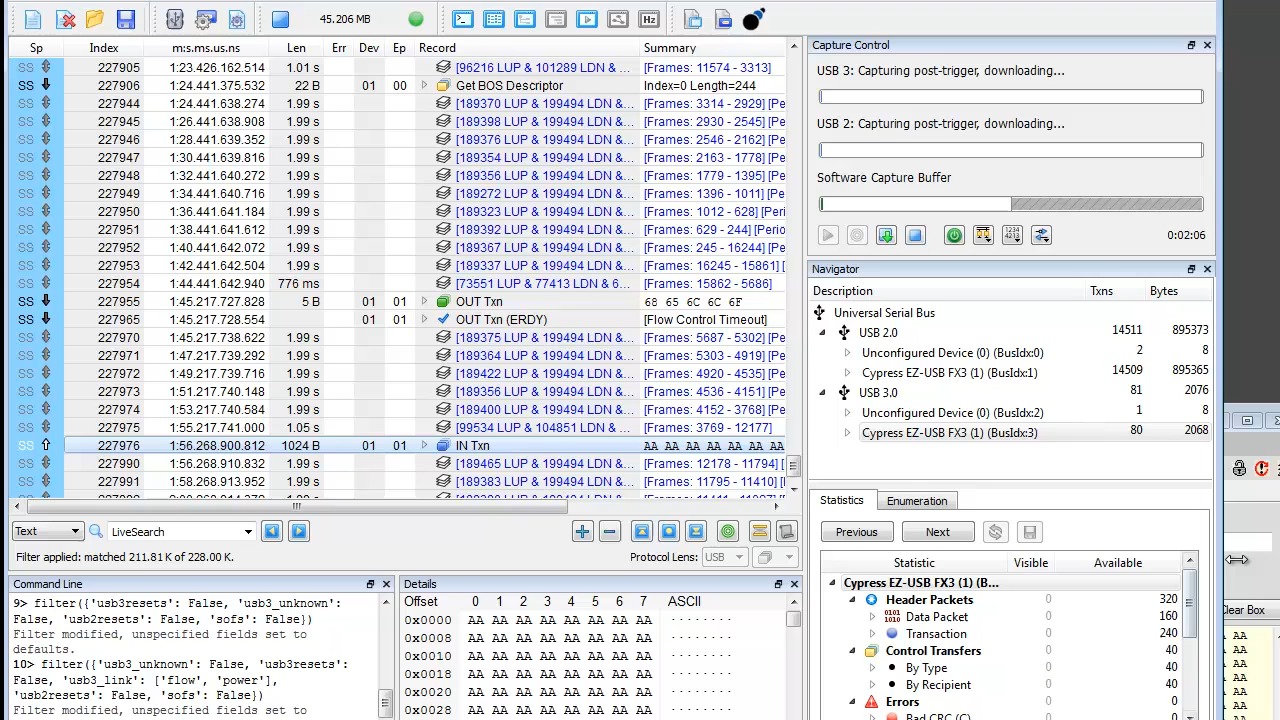 45.206 MB
Sp Index m:s.ms.us.ns Len Err Dev Ep Record Summary
SS 227905 1:23.426.162.514 1.01 s [96216 LUP & 101289 LDN & ... [Frames: 11574 - 3313]
SS 227906 1:24.441.375.532 22 B 01 00 Get BOS Descriptor Index=0 Length=244
SS 227944 1:24.441.638.274 1.99 s [189370 LUP & 199494 LDN &... [Frames: 3314 - 2929] [Pe
SS 227945 1:26.441.638.908 1.99 s [189398 LUP & 199494 LDN &... [Frames: 2930 - 2545] [Pe
SS 227946 1:28.441.639.352 1.99 s [189376 LUP & 199494 LDN &... [Frames: 2546 - 2162] [Pe
SS 227947 1:30.441.639.816 1.99 s [189354 LUP & 199494 LDN &... [Frames: 2163 - 1778] [Pe
SS 227948 1:32.441.640.272 1.99 s [189356 LUP & 199494 LDN &... [Frames: 1779 - 1395] [Pe
SS 227949 1:34.441.640.716 1.99 s [189272 LUP & 199494 LDN &... [Frames: 1396 - 1011] [Pe
SS 227950 1:36.441.641.184 1.99 s [189323 LUP & 199494 LDN &... [Frames: 1012 - 628] [Peri
SS 227951 1:38.441.641.612 1.99 s [189392 LUP & 199494 LDN &... [Frames: 629 - 244] [Perio
SS 227952 1:40.441.642.072 1.99 s [189367 LUP & 199494 LDN &... [Frames: 245 - 16244] [Pe
SS 227953 1:42.441.642.504 1.99 s [189337 LUP & 199494 LDN &... [Frames: 16245 - 15861] [
SS 227954 1:44.441.642.940 776 ms [73551 LUP & 77413 LDN & 6... [Frames: 15862 - 5686]
SS 227955 1:45.217.727.828 5 B 01 01 OUT Txn 68 65 6C 6C 6F
SS 227956 1:45.217.728.554 01 01 OUT Txn (ERDY) [Flow Control Timeout]
SS 227970 1:45.217.738.622 1.99 s [189375 LUP & 199494 LDN &... [Frames: 5687 - 5302] [Pe
SS 227971 1:47.217.739.292 1.99 s [189364 LUP & 199494 LDN &... [Frames: 5303 - 4919] [Pe
SS 227972 1:49.217.739.716 1.99 s [189422 LUP & 199494 LDN &... [Frames: 4920 - 4535] [Pe
SS 227973 1:51.217.740.148 1.99 s [189356 LUP & 199494 LDN &... [Frames: 4536 - 4151] [Pe
SS 227974 1:53.217.740.584 1.99 s [189400 LUP & 199494 LDN &... [Frames: 4152 - 3768] [Pe
SS 227975 1:55.217.741.000 1.05 s [99534 LUP & 104851 LDN &... [Frames: 3769 - 12177]
SS 227976 1:56.268.900.812 1024 B 01 01 IN Txn AA AA AA AA AA AA
SS 227990 1:56.268.910.832 1.99 s [189465 LUP & 199494 LDN &... [Frames: 12178 - 11794] [
SS 227991 1:58.268.913.952 1.99 s [189383 LUP & 199494 LDN &... [Frames: 11795 - 11410] [
Text LiveSearch
Filter applied: matched 211.81 K of 228.00 K. Protocol Lens: USB
Command Line
9> filter({'usb3resets': False, 'usb3_unknown':
False, 'usb2resets': False, 'sofs': False})
Filter modified, unspecified fields set to
defaults.
10> filter({'usb3_unknown': False, 'usb3resets':
False, 'usb3_link': ['flow', 'power'],
'usb2resets': False, 'sofs': False})
Filter modified, unspecified fields set to
Details
Offset 0 1 2 3 4 5 6 7 ASCII
0x0000 AA AA AA AA AA AA AA AA ........
0x0008 AA AA AA AA AA AA AA AA ........
0x0010 AA AA AA AA AA AA AA AA ........
0x0018 AA AA AA AA AA AA AA AA ........
0x0020 AA AA AA AA AA AA AA AA ........
0x0028 AA AA AA AA AA AA AA AA ........
Capture Control
USB 3: Capturing post-trigger, downloading...
USB 2: Capturing post-trigger, downloading...
Software Capture Buffer
0:02:06
Navigator
Description Txns Bytes
Universal Serial Bus
USB 2.0 14511 895373
Unconfigured Device (0) (BusIdx:0) 2 8
Cypress EZ-USB FX3 (1) (BusIdx:1) 14509 895365
USB 3.0 81 2076
Unconfigured Device (0) (BusIdx:2) 1 8
Cypress EZ-USB FX3 (1) (BusIdx:3) 80 2068
Statistics Enumeration
Previous Next
Statistic Visible Available
Cypress EZ-USB FX3 (1) (B...
Header Packets 0 320
Data Packet 0 160
Transaction 0 240
Control Transfers 0 40
By Type 0 40
By Recipient 0 40
Errors 0
Bad CRC (C)
Clear Box
AA
AA
AA
AA
AA
AA